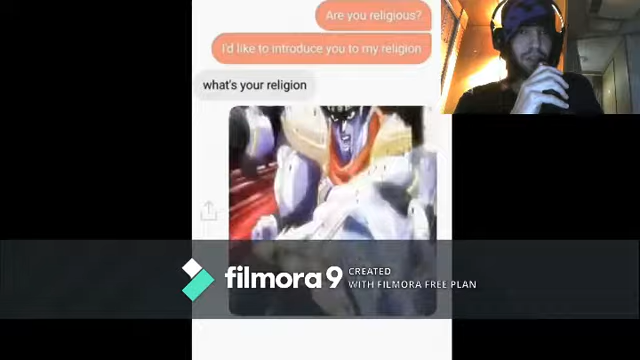 Are you religious?
I'd like to introduce you to my religion
what's your religion
filmora9 CREATED
WITH FILMORA FREE PLAN